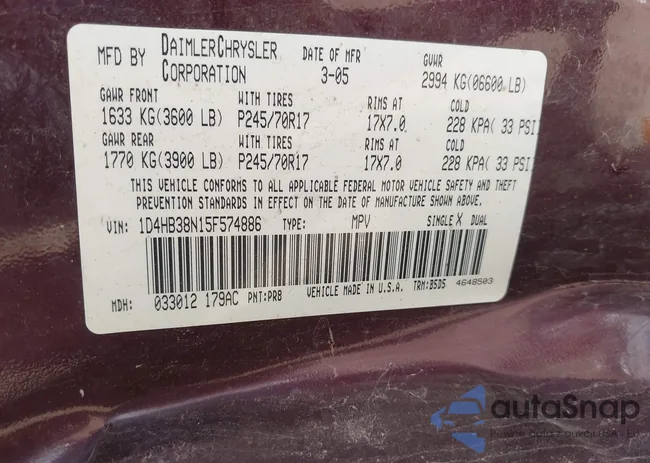 MFD BY DAIMLERCHRYSLER CORPORATION DATE OF MFR 3-05 GVWR 2994 KG(06600 LB)
GAWR FRONT WITH TIRES RIMS AT COLD
1633 KG(3600 LB) P245/70R17 17X7.0 228 KPA( 33 PSI
GAWR REAR WITH TIRES RIMS AT COLD
1770 KG(3900 LB) P245/70R17 17X7.0 228 KPA( 33 PSI
THIS VEHICLE CONFORMS TO ALL APPLICABLE FEDERAL MOTOR VEHICLE SAFETY AND THEFT
PREVENTION STANDARDS IN EFFECT ON THE DATE OF MANUFACTURE SHOWN ABOVE.
VIN: 1D4HB38N15F574886 TYPE: MPV SINGLE X DUAL
MDH: 033012 179AC PNT:PR8 VEHICLE MADE IN U.S.A. TRM:BSD5 4648503
autoSnap